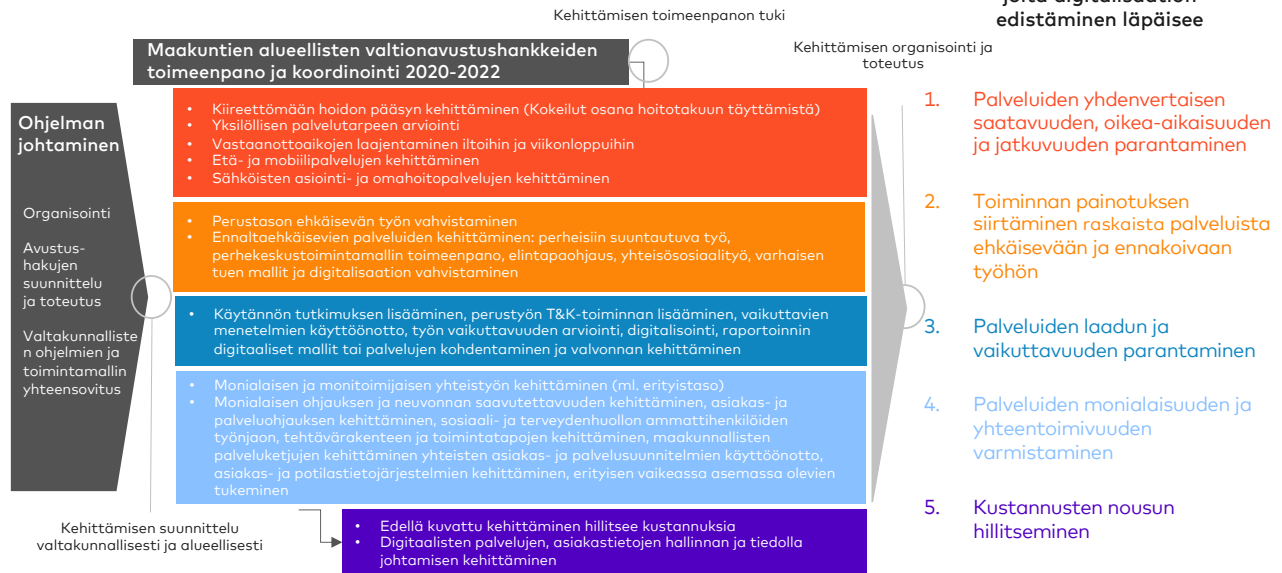 Kehittämisen toimeenpanon tuki
edistäminen läpäisee
Maakuntien alueellisten valtionavustushankkeiden
toimeenpano ja koordinointi 2020-2022
Kehittämisen organisointi ja
toteutus
Ohjelman
johtaminen
Organisointi
Avustus-
hakujen
suunnittelu
ja toteutus
Valtakunnalliste
n ohjelmien ja
toimintamallin
yhteensovitus
• Kiireettömään hoidon pääsyn kehittäminen (Kokeilut osana hoitotakuun täyttämistä)
• Yksilöllisen palvelutarpeen arviointi
• Vastaanottoaikojen laajentaminen iltoihin ja viikonloppuihin
• Etä- ja mobiilipalvelujen kehittäminen
• Sähköisten asiointi- ja omahoitopalvelujen kehittäminen
• Perustason ehkäisevän työn vahvistaminen
• Ennaltaehkäisevien palveluiden kehittäminen: perheisiin suuntautuva työ,
perhekeskustoimintamallin toimeenpano, elintapaohjaus, yhteisösosiaalityö, varhaisen
tuen mallit ja digitalisaation vahvistaminen
• Käytännön tutkimuksen lisääminen, perustyön T&K-toiminnan lisääminen, vaikuttavien
menetelmien käyttöönotto, työn vaikuttavuuden arviointi, digitalisointi, raportoinnin
digitaaliset mallit tai palvelujen kohdentaminen ja valvonnan kehittäminen
• Monialaisen ja monitoimijaisen yhteistyön kehittäminen (ml. erityistaso)
• Monialaisen ohjauksen ja neuvonnan saavutettavuuden kehittäminen, asiakas- ja
palveluohjauksen kehittäminen, sosiaali- ja terveydenhuollon ammattihenkilöiden
työnjaon, tehtävärakenteen ja toimintatapojen kehittäminen, maakunnallisten
palveluketjujen kehittäminen yhteisten asiakas- ja palvelusuunnitelmien käyttöönotto,
asiakas- ja potilastietojärjestelmien kehittäminen, erityisen vaikeassa asemassa olevien
tukeminen
Kehittämisen suunnittelu
valtakunnallisesti ja alueellisesti
• Edellä kuvattu kehittäminen hillitsee kustannuksia
• Digitaalisten palvelujen, asiakastietojen hallinnan ja tiedolla
johtamisen kehittäminen
1. Palveluiden yhdenvertaisen
saatavuuden, oikea-aikaisuuden
ja jatkuvuuden parantaminen
2. Toiminnan painotuksen
siirtäminen raskaista palveluista
ehkäisevään ja ennakoivaan
työhön
3. Palveluiden laadun ja
vaikuttavuuden parantaminen
4. Palveluiden monialaisuuden ja
yhteentoimivuuden
varmistaminen
5. Kustannusten nousun
hillitseminen